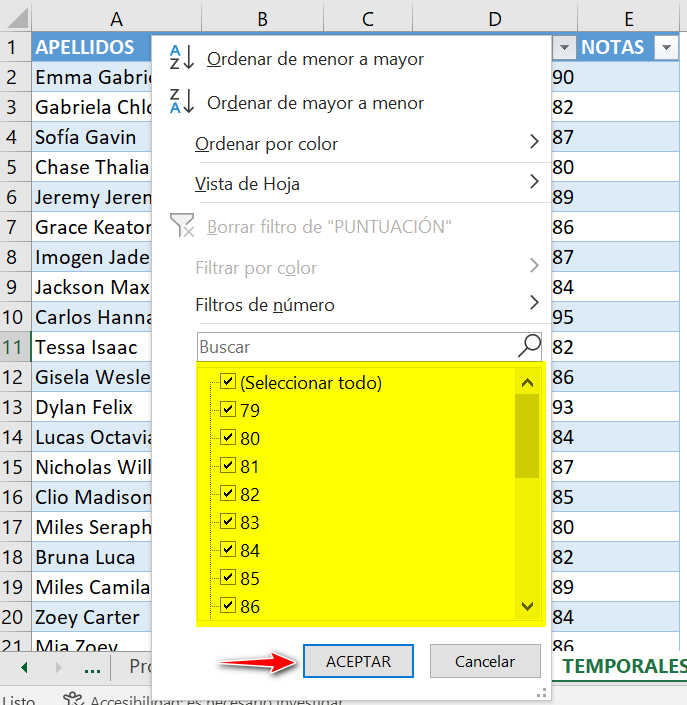 A B C D E
1 APELLIDOS NOTAS
2 Emma Gabrie 90
3 Gabriela Chlo 82
4 Sofía Gavin 87
5 Chase Thalia 80
6 Jeremy Jerem 89
7 Grace Keaton 86
8 Imogen Jade 87
9 Jackson Max 84
10 Carlos Hanna 95
11 Tessa Isaac 82
12 Gisela Wesle 86
13 Dylan Felix 93
14 Lucas Octavia 84
15 Nicholas Will 87
16 Clio Madison 85
17 Miles Seraph 80
18 Bruna Luca 82
19 Miles Camila 89
20 Zoey Carter 84
21 Mia Zoey 86
A Z Ordenar de menor a mayor
Z A Ordenar de mayor a menor
Ordenar por color
Vista de Hoja
Borrar filtro de "PUNTUACIÓN"
Filtrar por color
Filtros de número
Buscar
(Seleccionar todo)
79
80
81
82
83
84
85
86
ACEPTAR Cancelar
... Pro TEMPORALES
Listo Accesibilidad: es necesario investigar